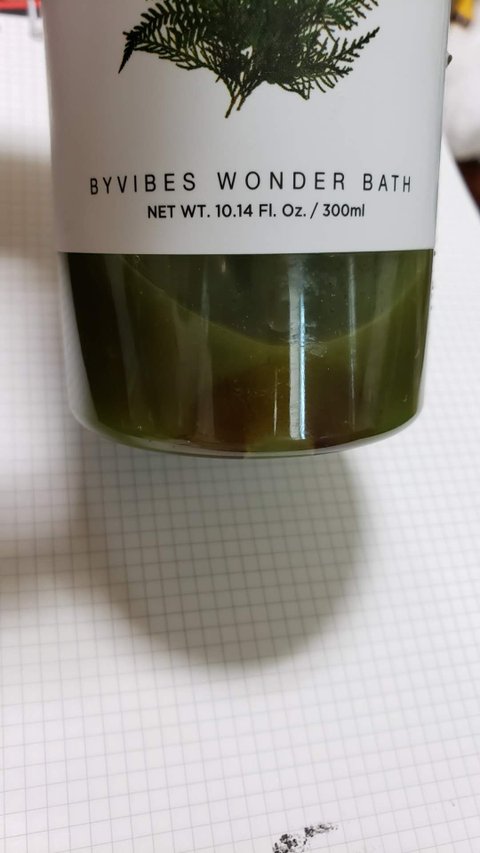 BYVIBES WONDER BATH
NET WT. 10.14 Fl. Oz. / 300ml